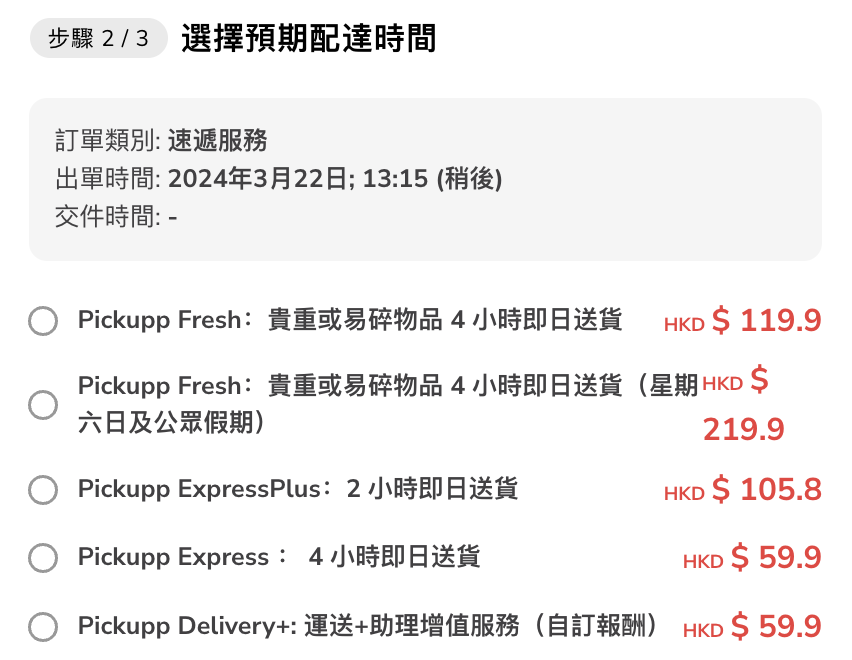 步驟 2 / 3 選擇預期配達時間
訂單類別: 速遞服務
出單時間: 2024年3月22日; 13:15 (稍後)
交件時間: -
Pickupp Fresh：貴重或易碎物品 4 小時即日送貨 HKD $ 119.9
Pickupp Fresh：貴重或易碎物品 4 小時即日送貨（星期 HKD $
六日及公眾假期） 219.9
Pickupp ExpressPlus：2 小時即日送貨 HKD $ 105.8
Pickupp Express： 4 小時即日送貨 HKD $ 59.9
Pickupp Delivery+: 運送+助理增值服務（自訂報酬） HKD $ 59.9